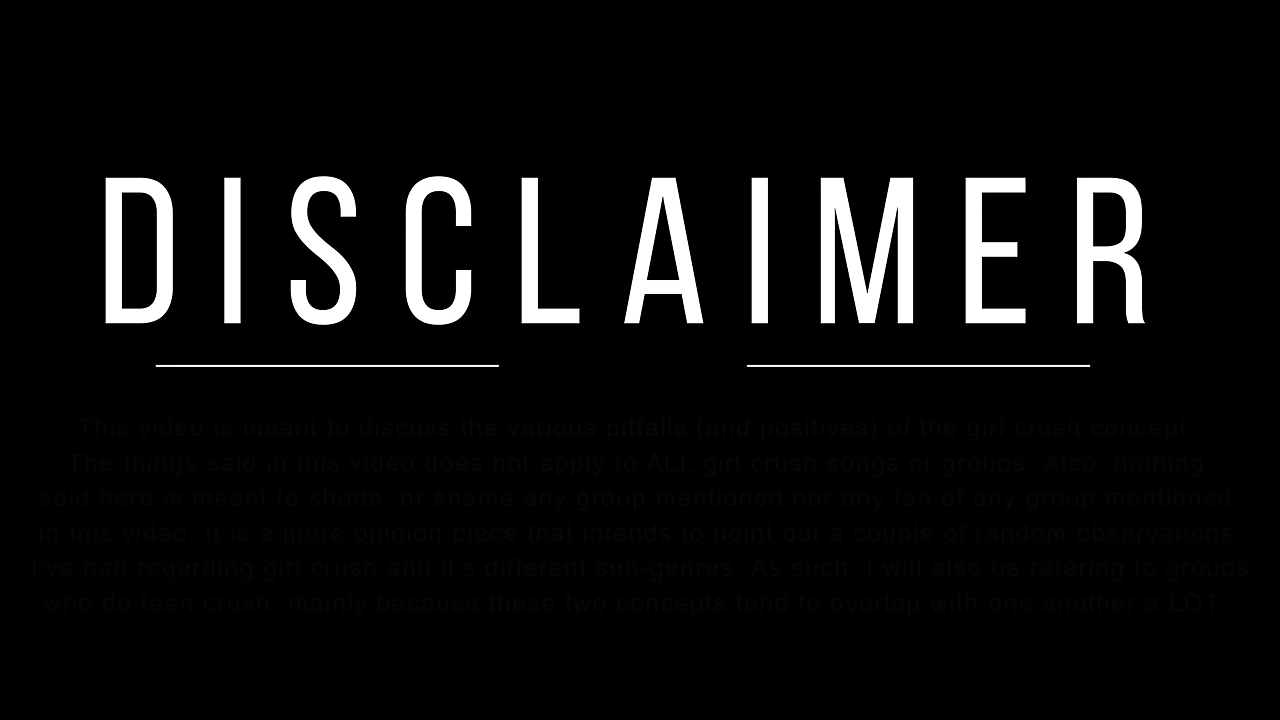 DISCLAIMER
This video is meant to discuss the various pitfalls (and positives) of the girl crush concept.
The things said in this video does not apply to ALL girl crush songs or groups. Also, nothing
said here is meant to shade, or shame any group mentioned nor any fan of any group mentioned
in this video. It is a mere opinion piece that intends to point out a couple of random observations
I've had regarding girl crush and it's different sub-genres. As such, I will also be refering to groups
who do teen crush, mainly because these two concepts tend to overlap with one another a LOT.